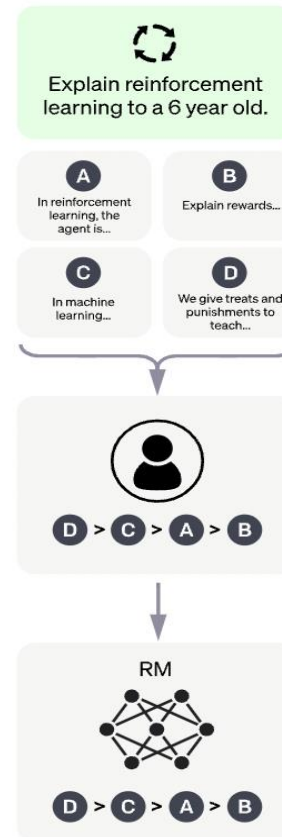 Explain reinforcement
learning to a 6 year old.
A
In reinforcement
learning, the
agent is...
B
Explain rewards...
C
In machine
learning...
D
We give treats and
punishments to
teach...
D > C > A > B
RM
D > C > A > B